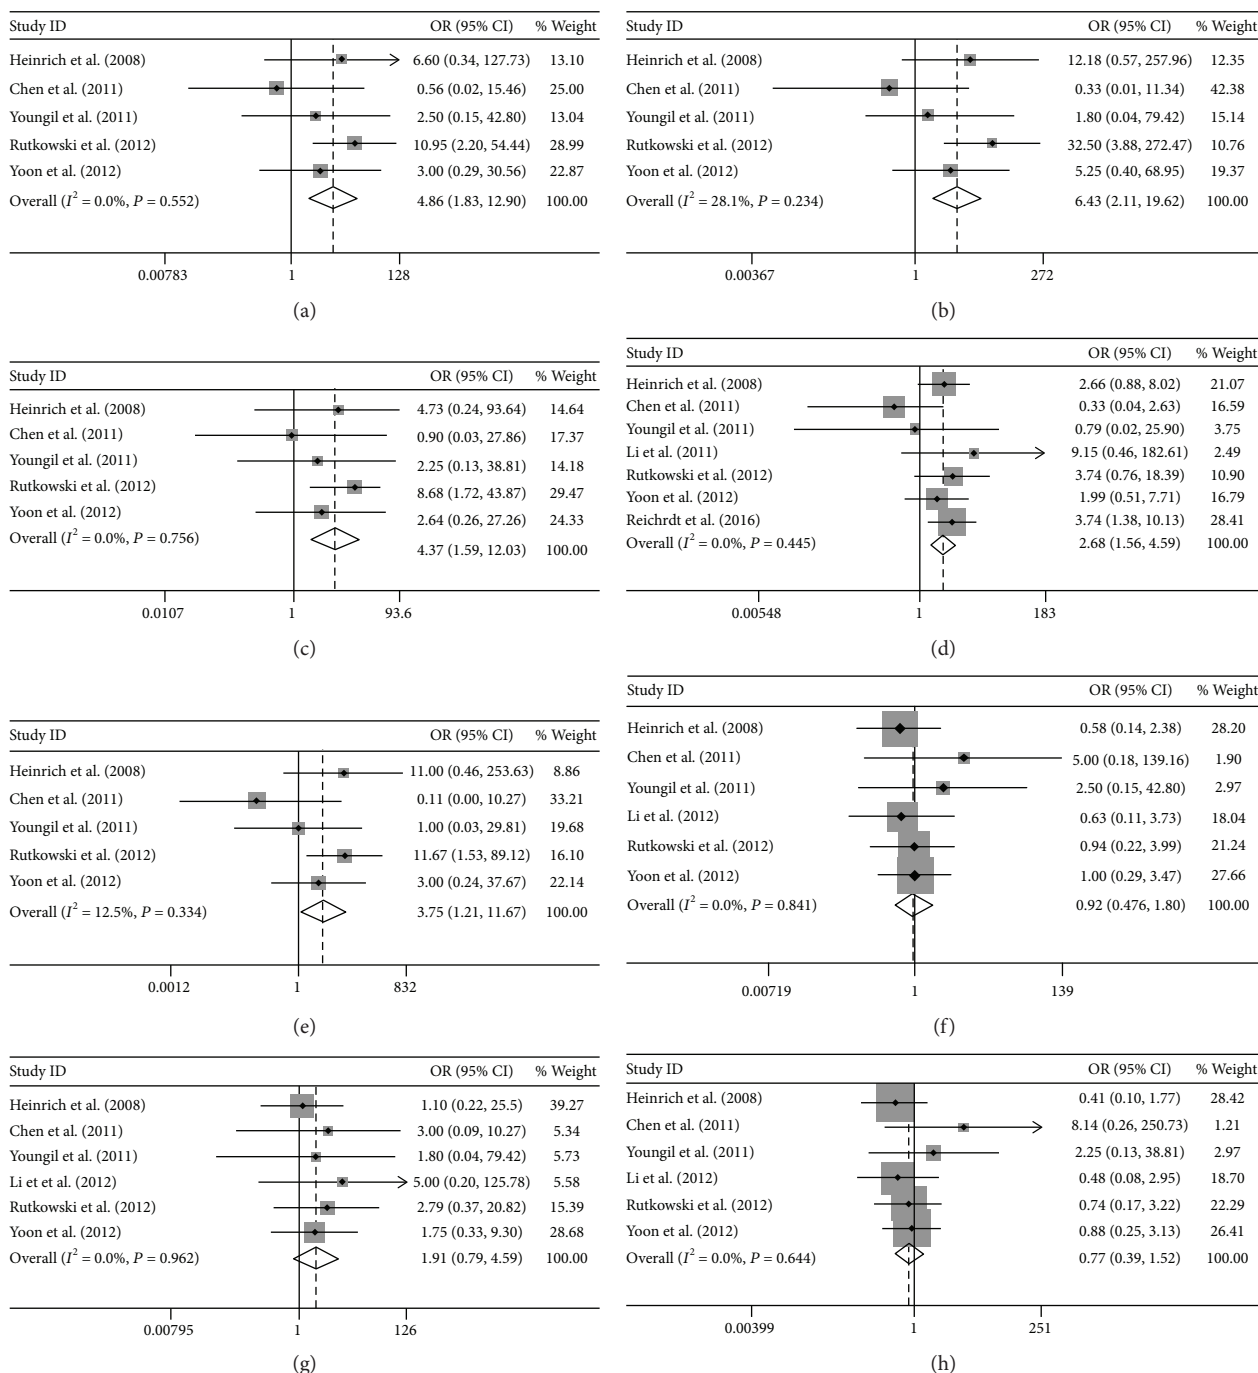 Study ID OR (95% CI) % Weight
Heinrich et al. (2008) 6.60 (0.34, 127.73) 13.10
Chen et al. (2011) 0.56 (0.02, 15.46) 25.00
Youngil et al. (2011) 2.50 (0.15, 42.80) 13.04
Rutkowski et al. (2012) 10.95 (2.20, 54.44) 28.99
Yoon et al. (2012) 3.00 (0.29, 30.56) 22.87
Overall (I² = 0.0%, P = 0.552) 4.86 (1.83, 12.90) 100.00
0.00783 1 128
(a)
Study ID OR (95% CI) % Weight
Heinrich et al. (2008) 12.18 (0.57, 257.96) 12.35
Chen et al. (2011) 0.33 (0.01, 11.34) 42.38
Youngil et al. (2011) 1.80 (0.04, 79.42) 15.14
Rutkowski et al. (2012) 32.50 (3.88, 272.47) 10.76
Yoon et al. (2012) 5.25 (0.40, 68.95) 19.37
Overall (I² = 28.1%, P = 0.234) 6.43 (2.11, 19.62) 100.00
0.00367 1 272
(b)
Study ID OR (95% CI) % Weight
Heinrich et al. (2008) 4.73 (0.24, 93.64) 14.64
Chen et al. (2011) 0.90 (0.03, 27.86) 17.37
Youngil et al. (2011) 2.25 (0.13, 38.81) 14.18
Rutkowski et al. (2012) 8.68 (1.72, 43.87) 29.47
Yoon et al. (2012) 2.64 (0.26, 27.26) 24.33
Overall (I² = 0.0%, P = 0.756) 4.37 (1.59, 12.03) 100.00
0.0107 1 93.6
(c)
Study ID OR (95% CI) % Weight
Heinrich et al. (2008) 2.66 (0.88, 8.02) 21.07
Chen et al. (2011) 0.33 (0.04, 2.63) 16.59
Youngil et al. (2011) 0.79 (0.02, 25.90) 3.75
Li et al. (2011) 9.15 (0.46, 182.61) 2.49
Rutkowski et al. (2012) 3.74 (0.76, 18.39) 10.90
Yoon et al. (2012) 1.99 (0.51, 7.71) 16.79
Reichrdt et al. (2016) 3.74 (1.38, 10.13) 28.41
Overall (I² = 0.0%, P = 0.445) 2.68 (1.56, 4.59) 100.00
0.00548 1 183
(d)
Study ID OR (95% CI) % Weight
Heinrich et al. (2008) 11.00 (0.46, 253.63) 8.86
Chen et al. (2011) 0.11 (0.00, 10.27) 33.21
Youngil et al. (2011) 1.00 (0.03, 29.81) 19.68
Rutkowski et al. (2012) 11.67 (1.53, 89.12) 16.10
Yoon et al. (2012) 3.00 (0.24, 37.67) 22.14
Overall (I² = 12.5%, P = 0.334) 3.75 (1.21, 11.67) 100.00
0.0012 1 832
(e)
Study ID OR (95% CI) % Weight
Heinrich et al. (2008) 0.58 (0.14, 2.38) 28.20
Chen et al. (2011) 5.00 (0.18, 139.16) 1.90
Youngil et al. (2011) 2.50 (0.15, 42.80) 2.97
Li et al. (2012) 0.63 (0.11, 3.73) 18.04
Rutkowski et al. (2012) 0.94 (0.22, 3.99) 21.24
Yoon et al. (2012) 1.00 (0.29, 3.47) 27.66
Overall (I² = 0.0%, P = 0.841) 0.92 (0.476, 1.80) 100.00
0.00719 1 139
(f)
Study ID OR (95% CI) % Weight
Heinrich et al. (2008) 1.10 (0.22, 25.5) 39.27
Chen et al. (2011) 3.00 (0.09, 10.27) 5.34
Youngil et al. (2011) 1.80 (0.04, 79.42) 5.73
Li et et al. (2012) 5.00 (0.20, 125.78) 5.58
Rutkowski et al. (2012) 2.79 (0.37, 20.82) 15.39
Yoon et al. (2012) 1.75 (0.33, 9.30) 28.68
Overall (I² = 0.0%, P = 0.962) 1.91 (0.79, 4.59) 100.00
0.00795 1 126
(g)
Study ID OR (95% CI) % Weight
Heinrich et al. (2008) 0.41 (0.10, 1.77) 28.42
Chen et al. (2011) 8.14 (0.26, 250.73) 1.21
Youngil et al. (2011) 2.25 (0.13, 38.81) 2.97
Li et al. (2012) 0.48 (0.08, 2.95) 18.70
Rutkowski et al. (2012) 0.74 (0.17, 3.22) 22.29
Yoon et al. (2012) 0.88 (0.25, 3.13) 26.41
Overall (I² = 0.0%, P = 0.644) 0.77 (0.39, 1.52) 100.00
0.00399 1 251
(h)